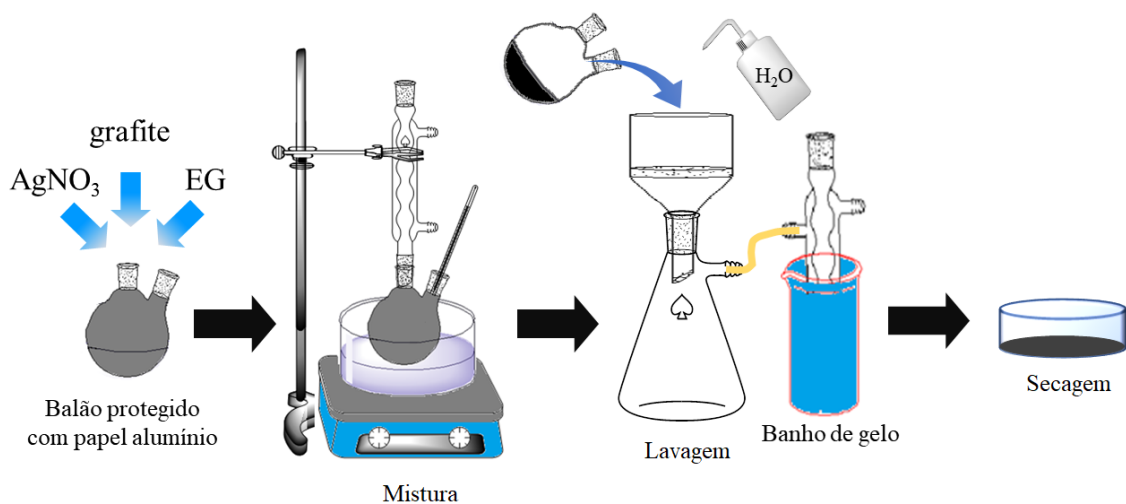 grafite
AgNO₃
EG
Balão protegido
com papel alumínio
Mistura
H₂O
Lavagem
Banho de gelo
Secagem